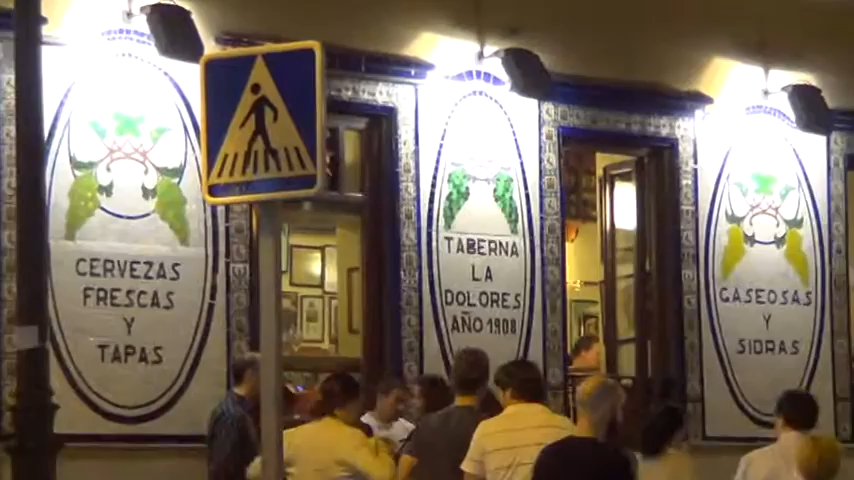 CERVEZAS
FRESCAS
Y
TAPAS
TABERNA
LA
DOLORES
AÑO 1908
GASEOSAS
Y
SIDRAS